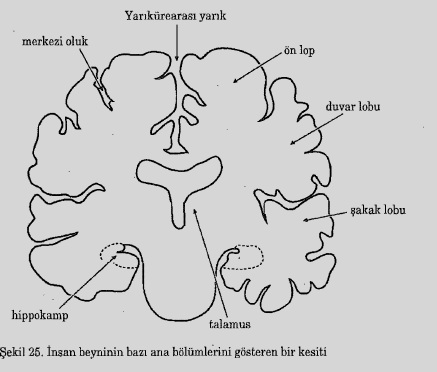 Yarıkürearası yarık
merkezi oluk
ön lop
duvar lobu
şakak lobu
hippokamp
talamus
Şekil 25. İnsan beyninin bazı ana bölümlerini gösteren bir kesiti